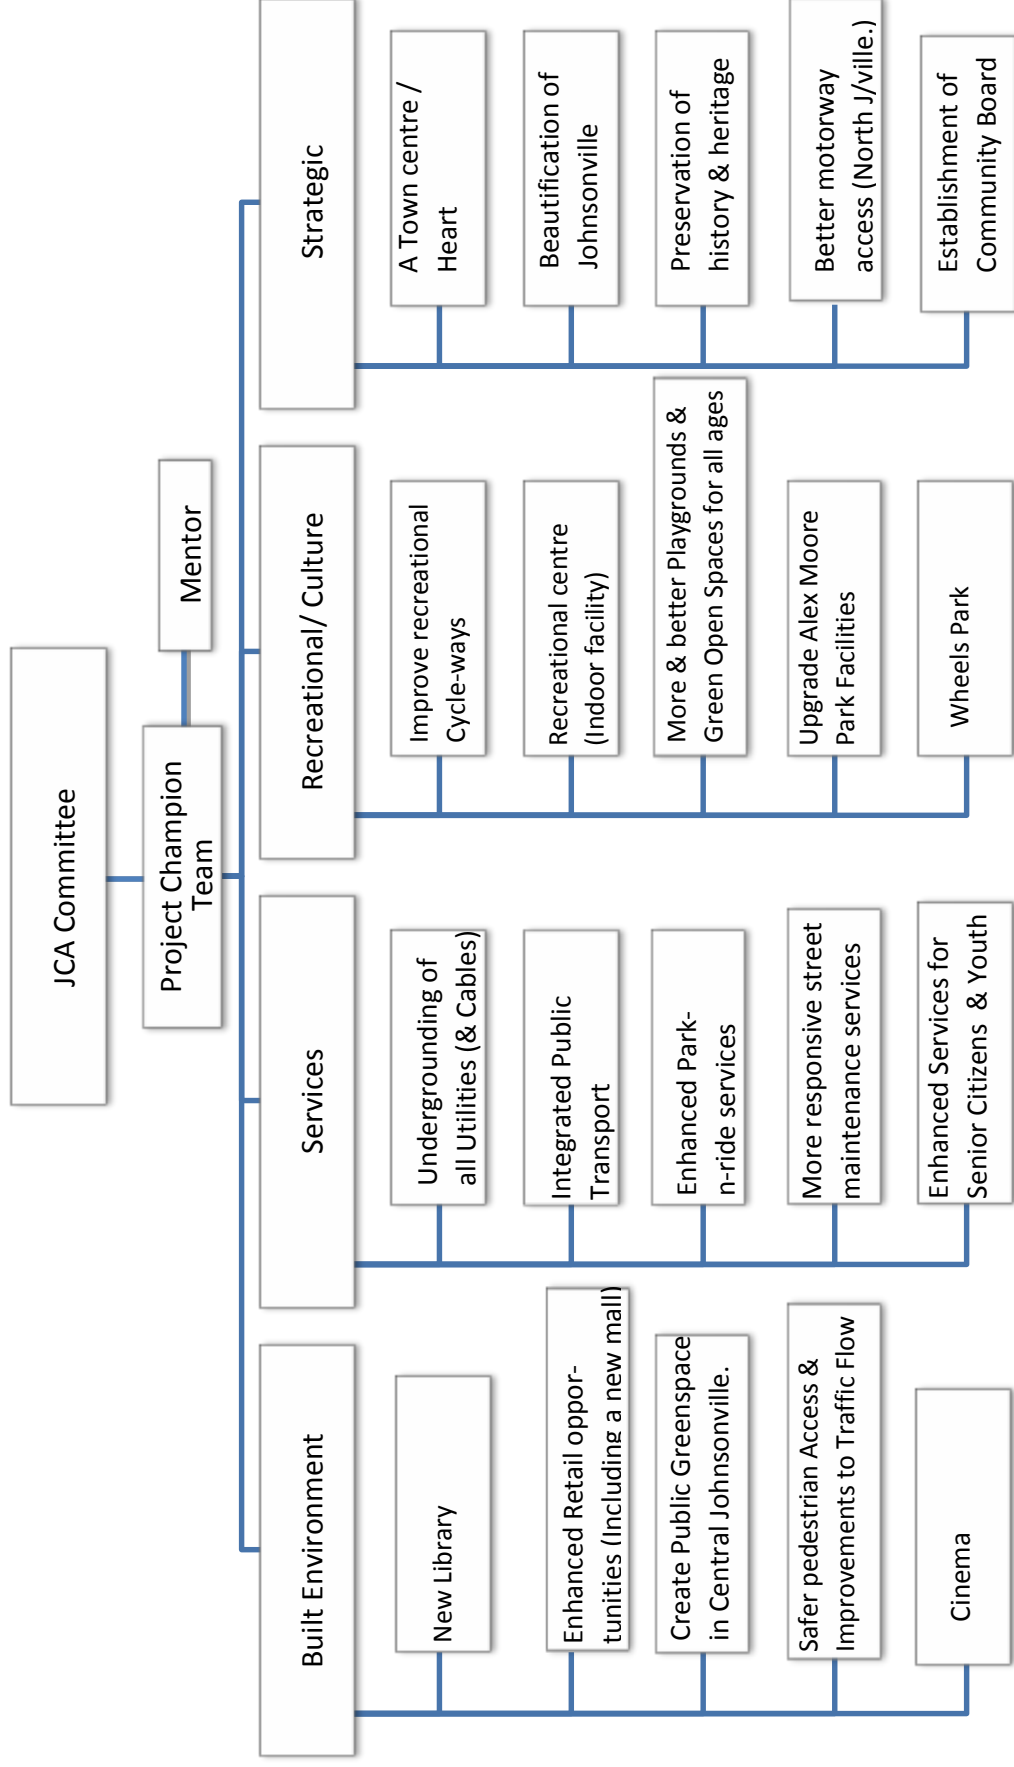 JCA Committee
Project Champion
Team
Mentor
Built Environment
New Library
Enhanced Retail oppor-
tunities (Including a new mall)
Create Public Greenspace
in Central Johnsonville.
Safer pedestrian Access &
Improvements to Traffic Flow
Cinema
Services
Undergrounding of
all Utilities (& Cables)
Integrated Public
Transport
Enhanced Park-
n-ride services
More responsive street
maintenance services
Enhanced Services for
Senior Citizens & Youth
Recreational/ Culture
Improve recreational
Cycle-ways
Recreational centre
(Indoor facility)
More & better Playgrounds &
Green Open Spaces for all ages
Upgrade Alex Moore
Park Facilities
Wheels Park
Strategic
A Town centre /
Heart
Beautification of
Johnsonville
Preservation of
history & heritage
Better motorway
access (North J/ville.)
Establishment of
Community Board